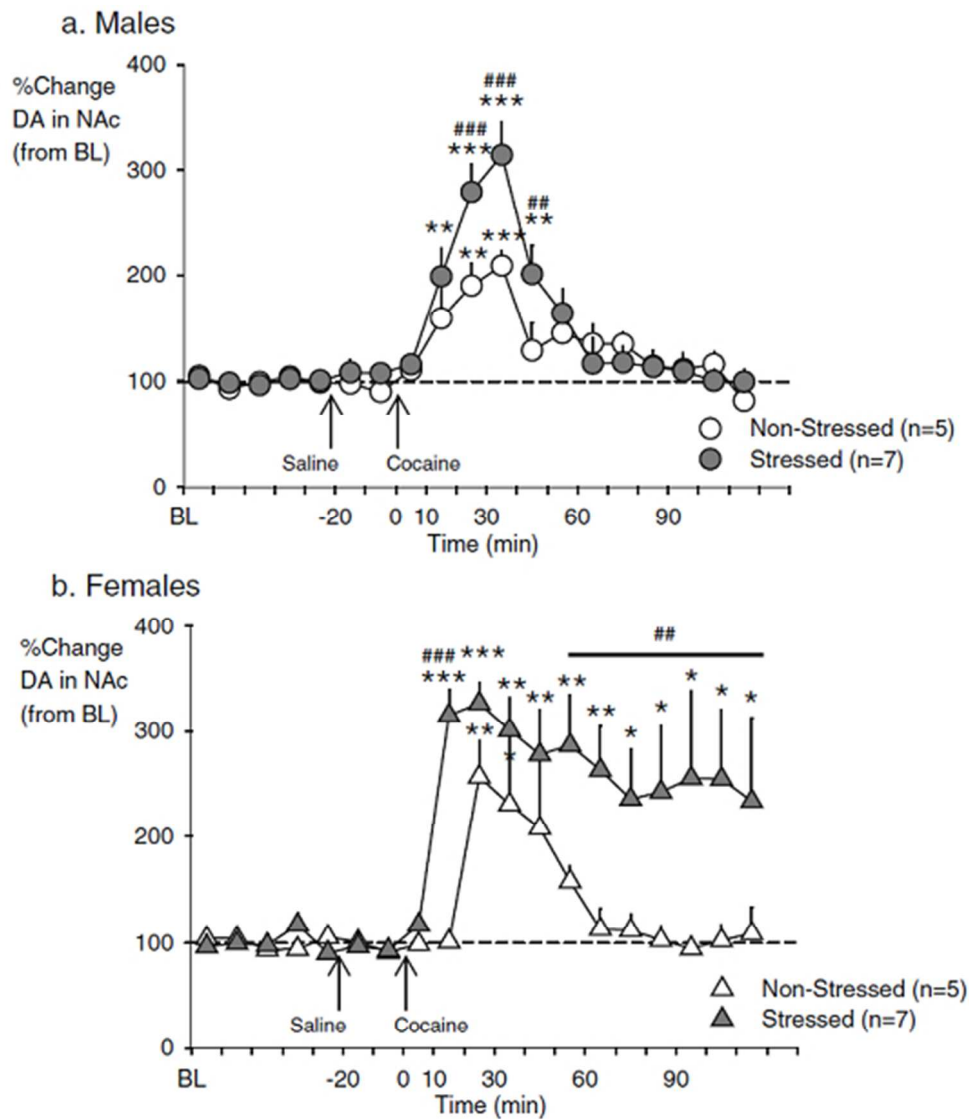 a. Males
%Change
DA in NAc
(from BL)
400
300
200
100
0
###
***
###
***
##
**
**
**
***
Saline
Cocaine
Non-Stressed (n=5)
Stressed (n=7)
BL -20 0 10 30 60 90
Time (min)
b. Females
%Change
DA in NAc
(from BL)
400
300
200
100
0
##
### ***
***
** ** ** ** * * * * *
**
*
Saline
Cocaine
Non-Stressed (n=5)
Stressed (n=7)
BL -20 0 10 30 60 90
Time (min)